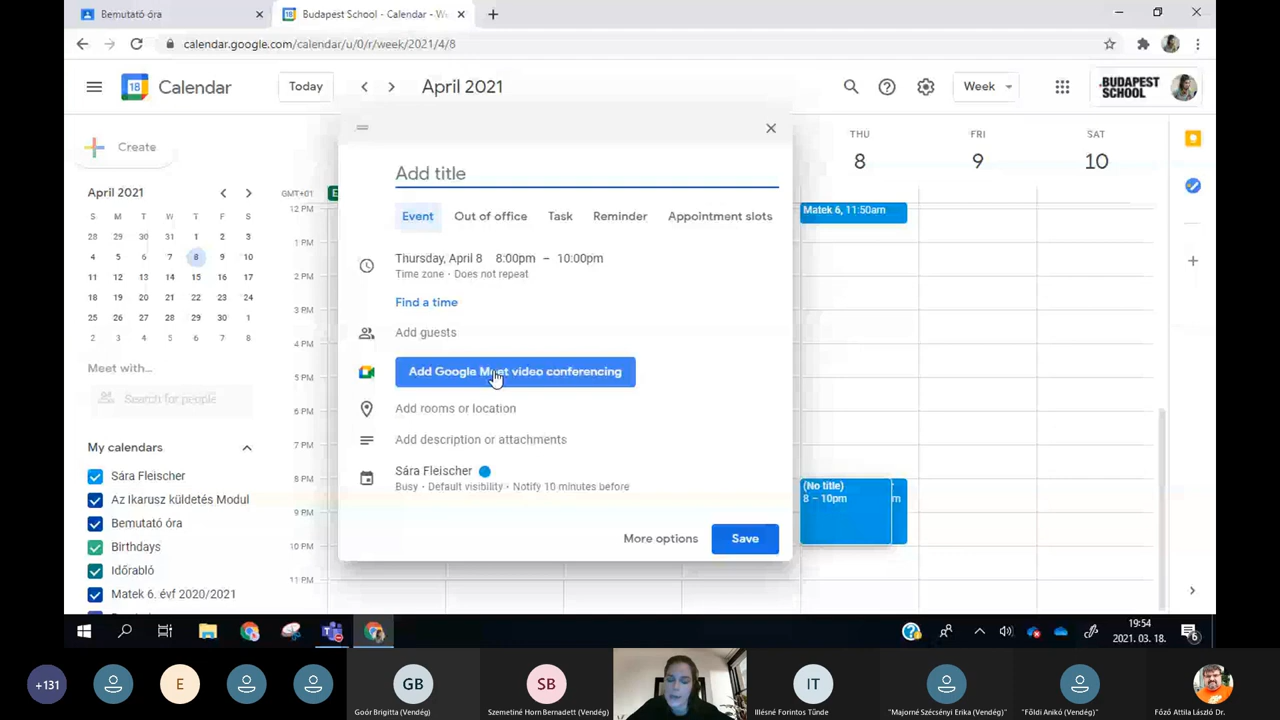 Bemutató óra
Budapest School - Calendar - We
calendar.google.com/calendar/u/0/r/week/2021/4/8
18
Calendar
Today
April 2021
Week
.BUDAPEST
SCHOOL
Create
THU
FRI
SAT
8
9
10
April 2021
S M T W T F S
28 29 30 31 1 2 3
4 5 6 7 8 9 10
11 12 13 14 15 16 17
18 19 20 21 22 23 24
25 26 27 28 29 30 1
2 3 4 5 6 7 8
Meet with...
Search for people
My calendars
Sára Fleischer
Az Ikarusz küldetés Modul
Bemutató óra
Birthdays
Időrabló
Matek 6. évf 2020/2021
GMT+01
12 PM
1 PM
2 PM
3 PM
4 PM
5 PM
6 PM
7 PM
8 PM
9 PM
10 PM
11 PM
Add title
Event
Out of office
Task
Reminder
Appointment slots
Thursday, April 8 8:00pm – 10:00pm
Time zone · Does not repeat
Find a time
Add guests
Add Google Meet video conferencing
Add rooms or location
Add description or attachments
Sára Fleischer
Busy · Default visibility · Notify 10 minutes before
More options
Save
Matek 6, 11:50am
(No title)
8 – 10pm
m
19:54
2021. 03. 18.
6
+131
E
GB
Goór Brigitta (Vendég)
SB
Szemetiné Horn Bernadett (Vendég)
IT
Illésné Forintos Tünde
"Majorné Szécsényi Erika (Vendég)"
"Földi Anikó (Vendég)"
Főző Attila László Dr.